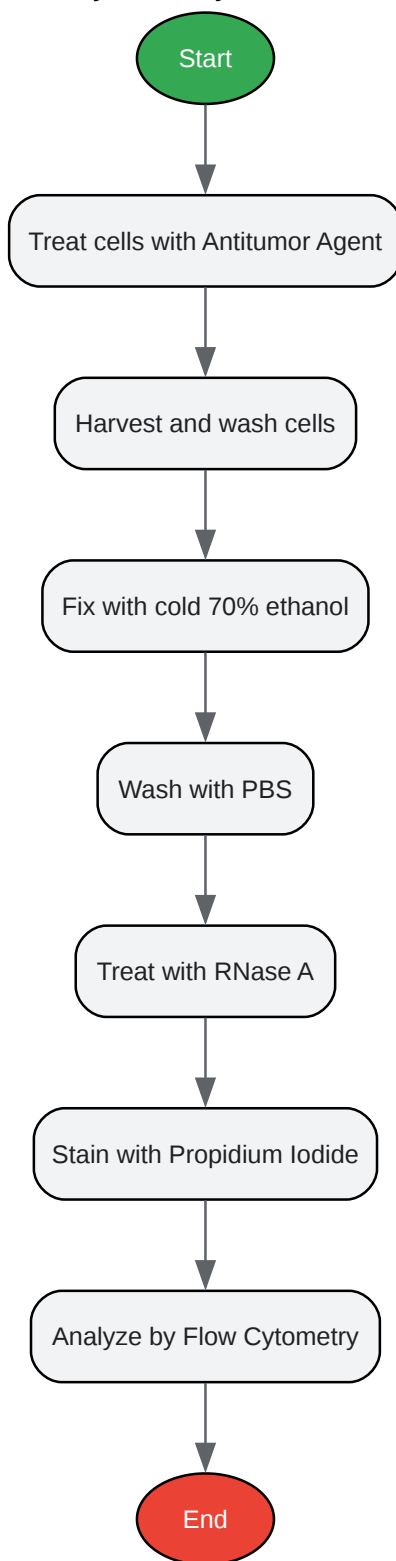 Start
Treat cells with Antitumor Agent
Harvest and wash cells
Fix with cold 70% ethanol
Wash with PBS
Treat with RNase A
Stain with Propidium Iodide
Analyze by Flow Cytometry
End